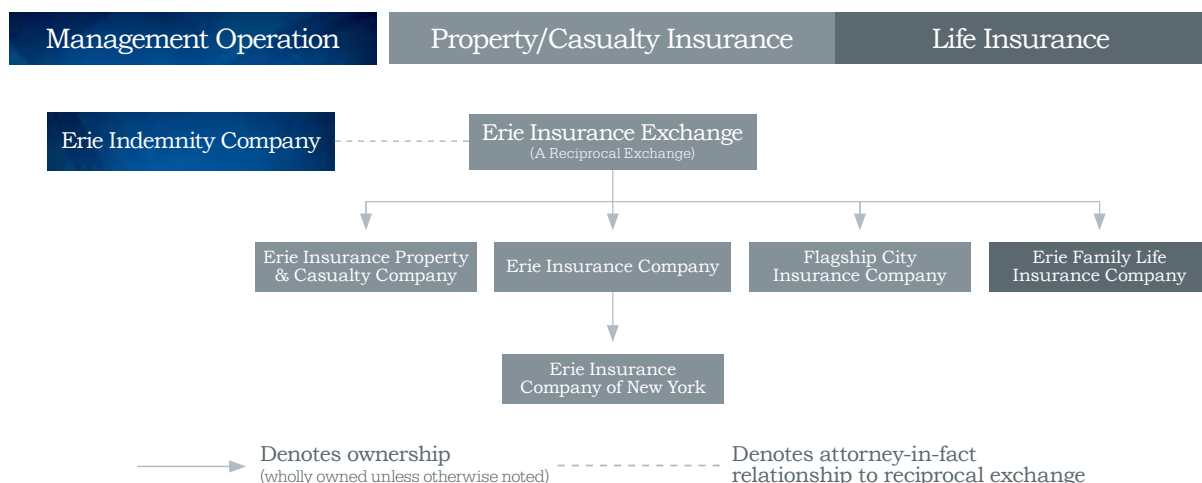 Management Operation
Property/Casualty Insurance
Life Insurance
Erie Indemnity Company
Erie Insurance Exchange
(A Reciprocal Exchange)
Erie Insurance Property
& Casualty Company
Erie Insurance Company
Flagship City
Insurance Company
Erie Family Life
Insurance Company
Erie Insurance
Company of New York
Denotes ownership
(wholly owned unless otherwise noted)
Denotes attorney-in-fact
relationship to reciprocal exchange